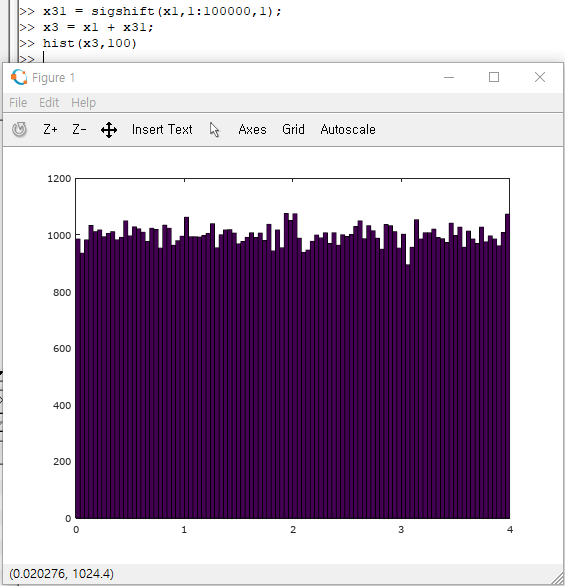 >> x31 = sigshift(x1,1:100000,1);
>> x3 = x1 + x31;
>> hist(x3,100)
>>
Figure 1
File Edit Help
Z+ Z- Insert Text Axes Grid Autoscale
1200
1000
800
600
400
200
0
0 1 2 3 4
(0.020276, 1024.4)